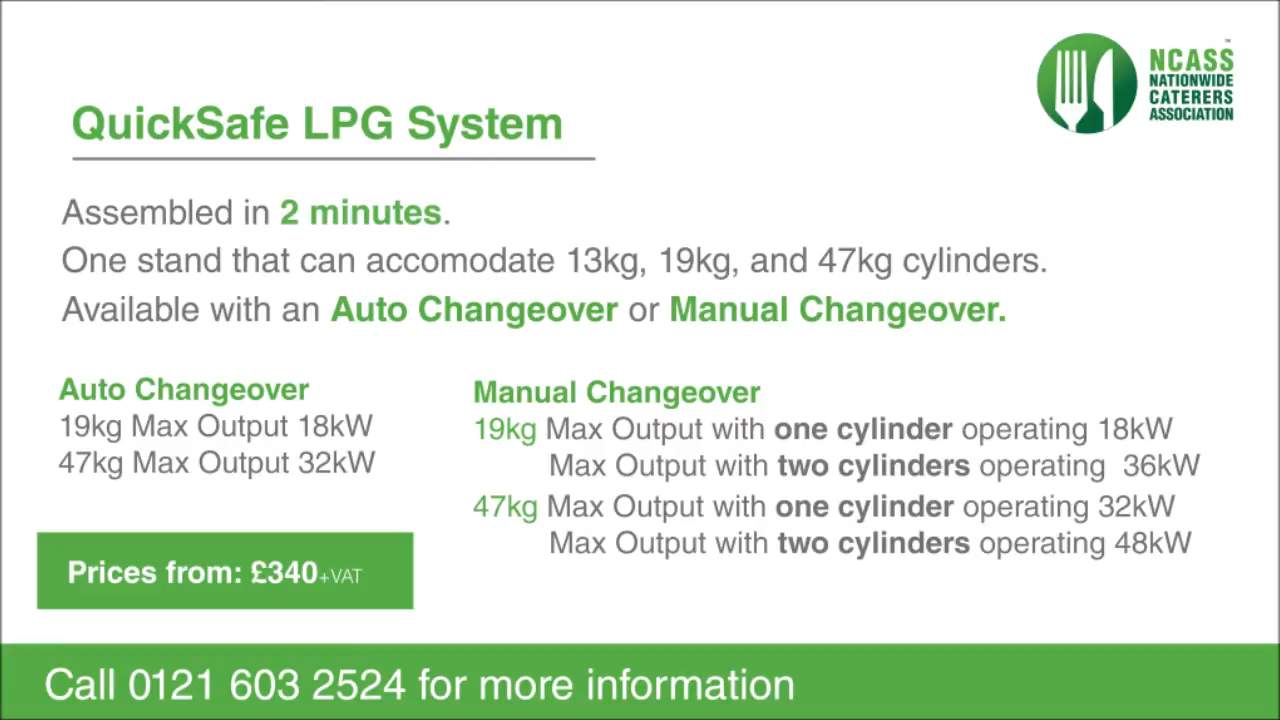 NCASS™
NATIONWIDE
CATERERS
ASSOCIATION
QuickSafe LPG System
Assembled in 2 minutes.
One stand that can accomodate 13kg, 19kg, and 47kg cylinders.
Available with an Auto Changeover or Manual Changeover.
Auto Changeover
19kg Max Output 18kW
47kg Max Output 32kW
Manual Changeover
19kg Max Output with one cylinder operating 18kW
Max Output with two cylinders operating 36kW
47kg Max Output with one cylinder operating 32kW
Max Output with two cylinders operating 48kW
Prices from: £340+VAT
Call 0121 603 2524 for more information